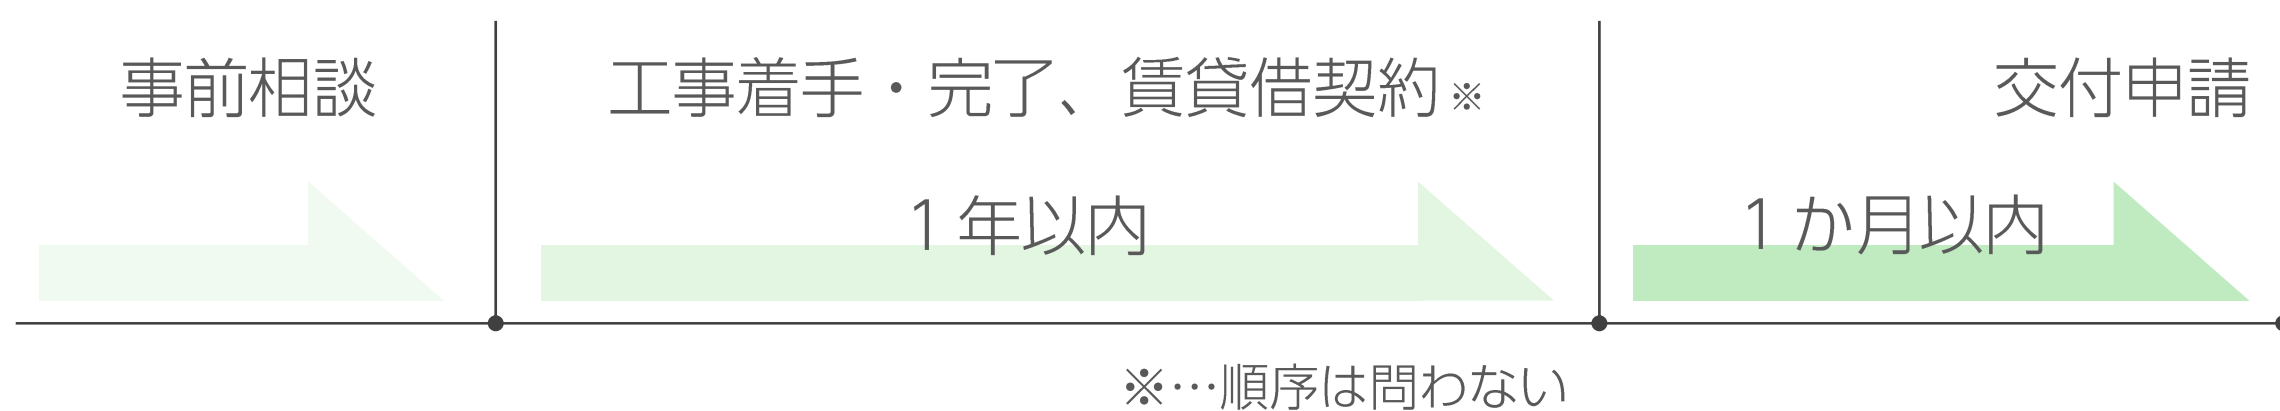 事前相談
工事着手・完了、賃貸借契約※
交付申請
1年以内
1か月以内
※…順序は問わない